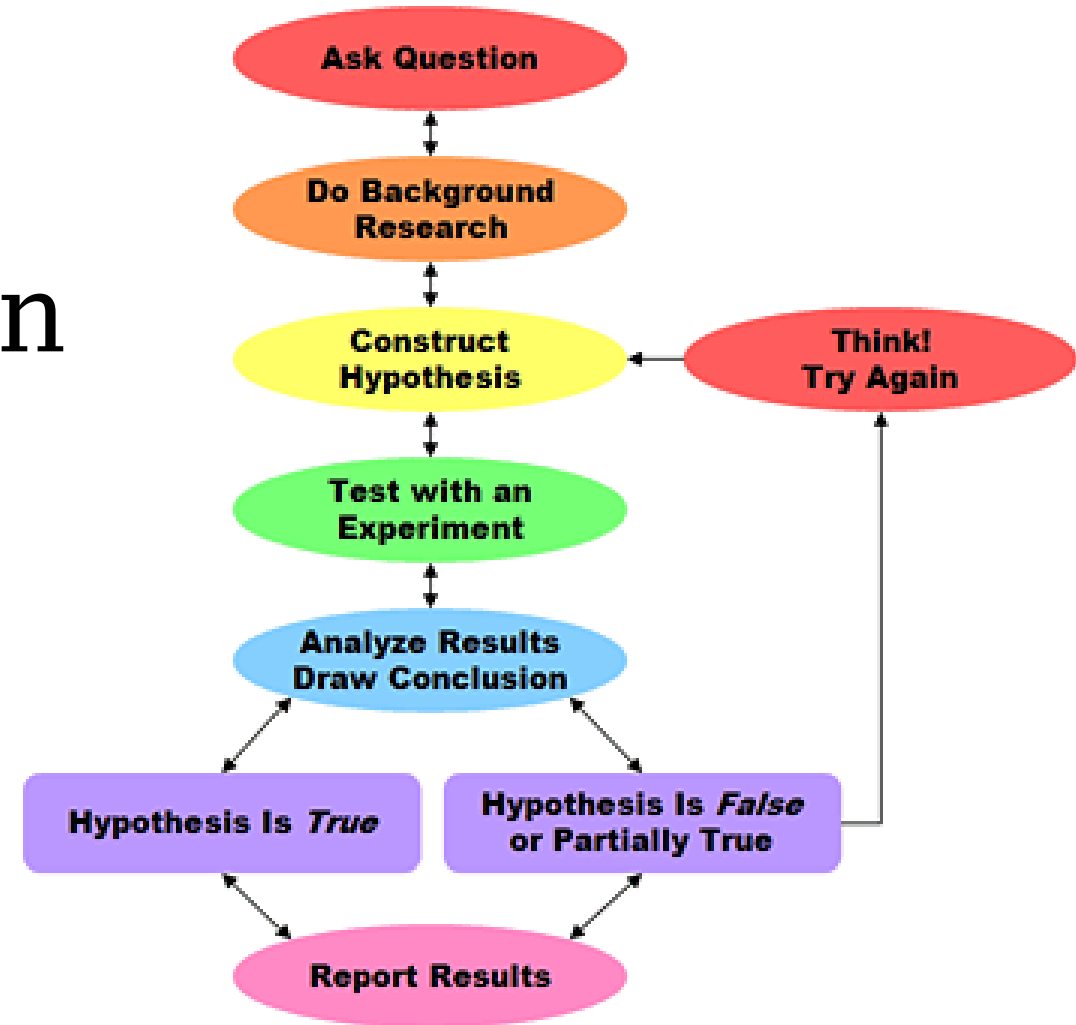 Ask Question
Do Background
Research
n
Construct
Hypothesis
Think!
Try Again
Test with an
Experiment
Analyze Results
Draw Conclusion
Hypothesis Is True
Hypothesis Is False
or Partially True
Report Results